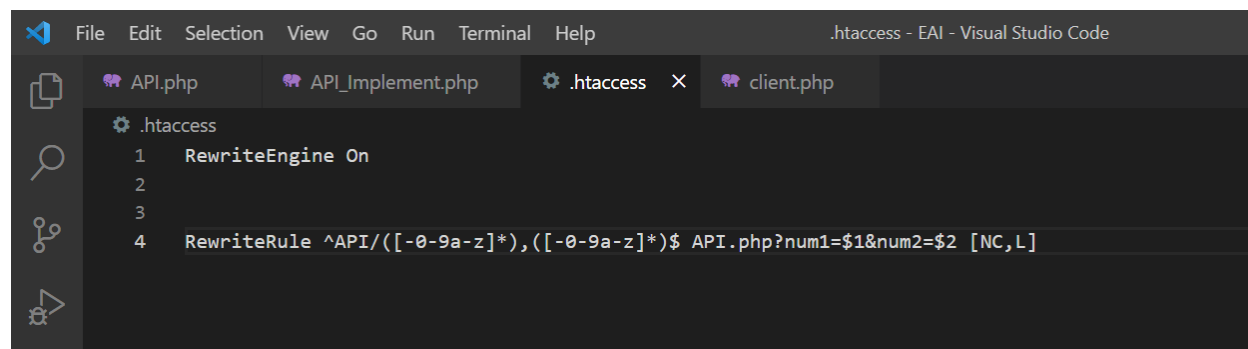 File Edit Selection View Go Run Terminal Help .htaccess - EAI - Visual Studio Code
API.php API_Implement.php .htaccess × client.php
.htaccess
1 RewriteEngine On
2
3
4 RewriteRule ^API/([-0-9a-z]*),([-0-9a-z]*)$ API.php?num1=$1&num2=$2 [NC,L]